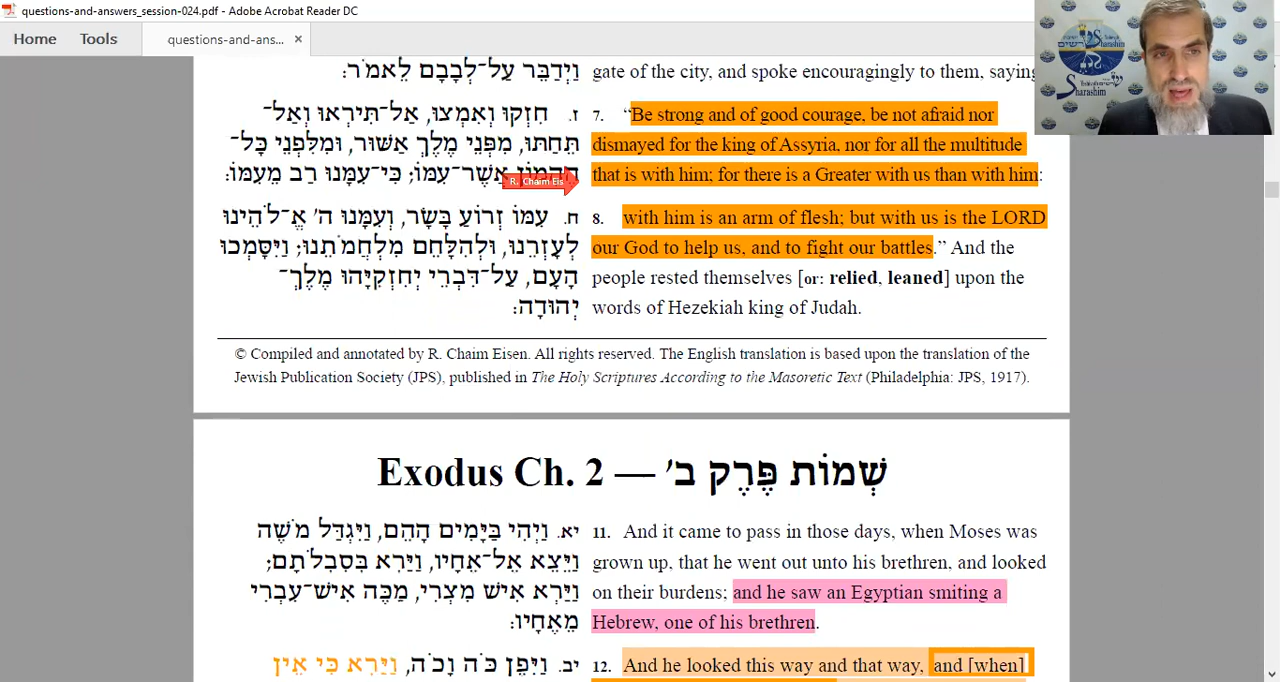 questions-and-answers_session-024.pdf - Adobe Acrobat Reader DC
Home Tools questions-and-ans... ×
Sharashim
Sharashim
וַיְדַבֵּר עַל־לְבָבָם לֵאמֹר:
gate of the city, and spoke encouragingly to them, saying
ז. חִזְקוּ וְאִמְצוּ, אַל־תִּירְאוּ וְאַל־
תֵּחַתּוּ, מִפְּנֵי מֶלֶךְ אַשּׁוּר, וּמִלִּפְנֵי כָּל־
אֲשֶׁר־עִמּוֹ; כִּי־עִמָּנוּ רַב מֵעִמּוֹ:
7. “Be strong and of good courage, be not afraid nor
dismayed for the king of Assyria, nor for all the multitude
that is with him; for there is a Greater with us than with him:
R. Chaim Eis
ח. עִמּוֹ זְרוֹעַ בָּשָׂר, וְעִמָּנוּ ה’ אֱ־לֹהֵינוּ
לְעׇזְרֵנוּ, וּלְהִלָּחֵם מִלְחֲמֹתֵנוּ; וַיִּסָּמְכוּ
הָעָם, עַל־דִּבְרֵי יְחִזְקִיָּהוּ מֶלֶךְ־
יְהוּדָה:
8. with him is an arm of flesh; but with us is the LORD
our God to help us, and to fight our battles.” And the
people rested themselves [or: relied, leaned] upon the
words of Hezekiah king of Judah.
© Compiled and annotated by R. Chaim Eisen. All rights reserved. The English translation is based upon the translation of the
Jewish Publication Society (JPS), published in The Holy Scriptures According to the Masoretic Text (Philadelphia: JPS, 1917).
Exodus Ch. 2 — שְׁמוֹת פֶּרֶק ב’
יא. וַיְהִי בַּיָּמִים הָהֵם, וַיִּגְדַּל מֹשֶׁה
וַיֵּצֵא אֶל־אֶחָיו, וַיַּרְא בְּסִבְלֹתָם;
וַיַּרְא אִישׁ מִצְרִי, מַכֶּה אִישׁ־עִבְרִי
מֵאֶחָיו:
11. And it came to pass in those days, when Moses was
grown up, that he went out unto his brethren, and looked
on their burdens; and he saw an Egyptian smiting a
Hebrew, one of his brethren.
יב. וַיִּפֶן כֹּה וָכֹה, וַיַּרְא כִּי אֵין
12. And he looked this way and that way, and [when]